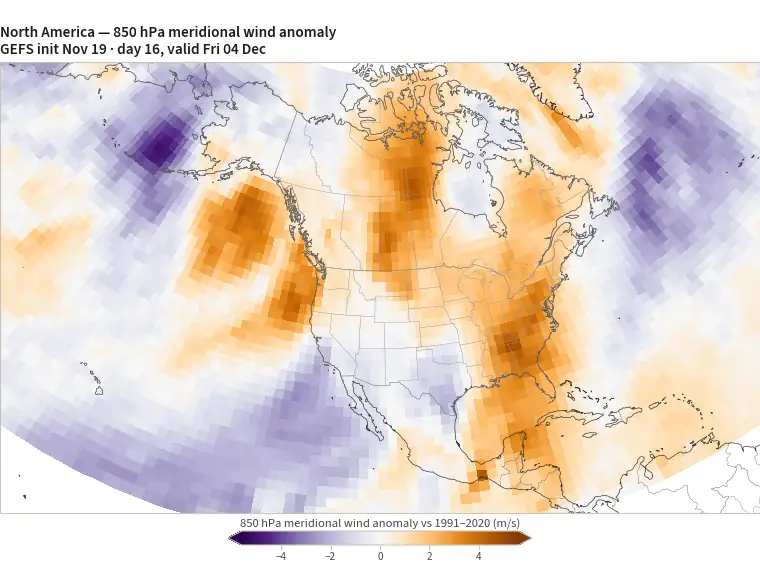 North America — 850 hPa meridional wind anomaly
GEFS init Nov 19 · day 16, valid Fri 04 Dec
850 hPa meridional wind anomaly vs 1991–2020 (m/s)
−4 −2 0 2 4